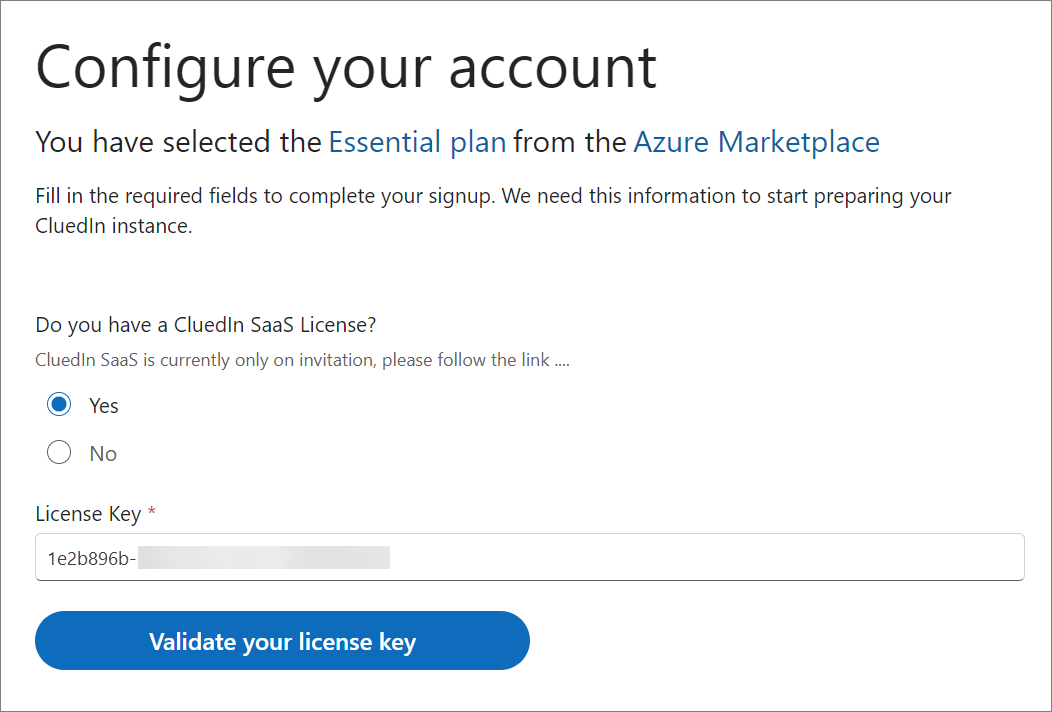 Configure your account
You have selected the Essential plan from the Azure Marketplace
Fill in the required fields to complete your signup. We need this information to start preparing your
CluedIn instance.
Do you have a CluedIn SaaS License?
CluedIn SaaS is currently only on invitation, please follow the link ....
Yes
No
License Key *
1e2b896b-
Validate your license key